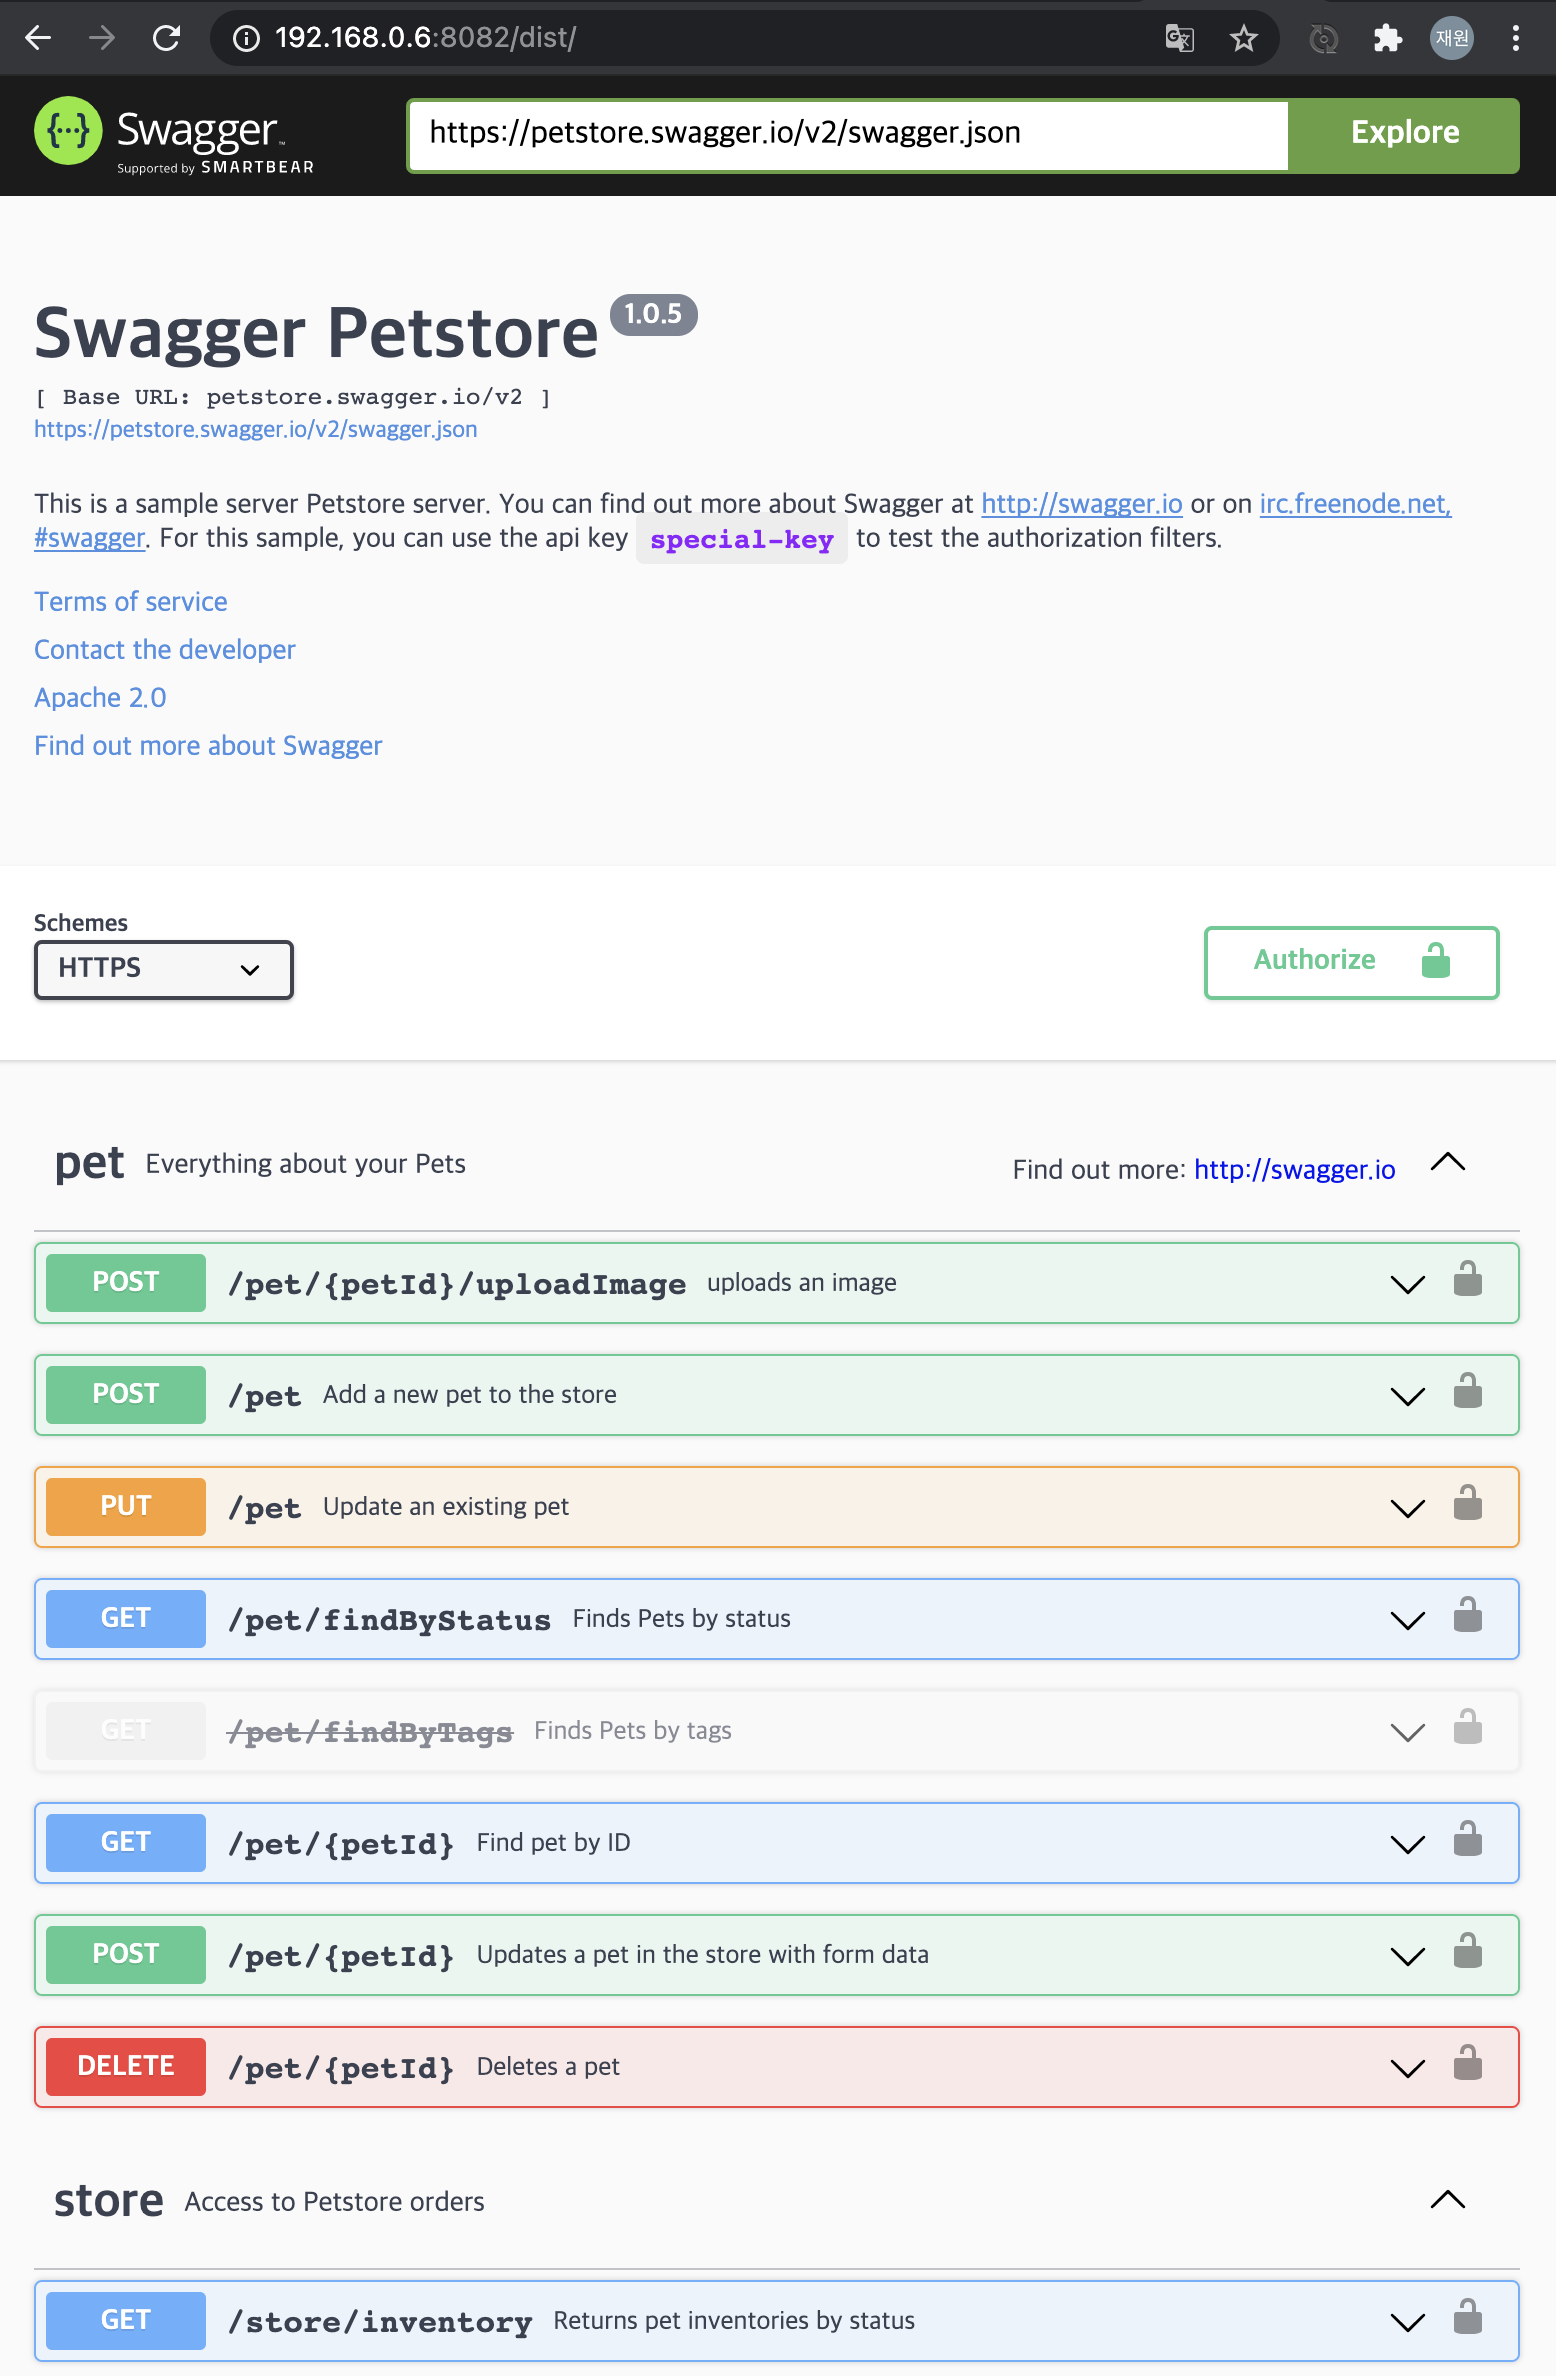 192.168.0.6:8082/dist/
재원
{···} Swagger™
Supported by SMARTBEAR
https://petstore.swagger.io/v2/swagger.json
Explore
Swagger Petstore 1.0.5
[ Base URL: petstore.swagger.io/v2 ]
https://petstore.swagger.io/v2/swagger.json
This is a sample server Petstore server. You can find out more about Swagger at http://swagger.io or on irc.freenode.net,
#swagger. For this sample, you can use the api key special-key to test the authorization filters.
Terms of service
Contact the developer
Apache 2.0
Find out more about Swagger
Schemes
HTTPS
Authorize
pet Everything about your Pets
Find out more: http://swagger.io
POST /pet/{petId}/uploadImage uploads an image
POST /pet Add a new pet to the store
PUT /pet Update an existing pet
GET /pet/findByStatus Finds Pets by status
GET /pet/findByTags Finds Pets by tags
GET /pet/{petId} Find pet by ID
POST /pet/{petId} Updates a pet in the store with form data
DELETE /pet/{petId} Deletes a pet
store Access to Petstore orders
GET /store/inventory Returns pet inventories by status